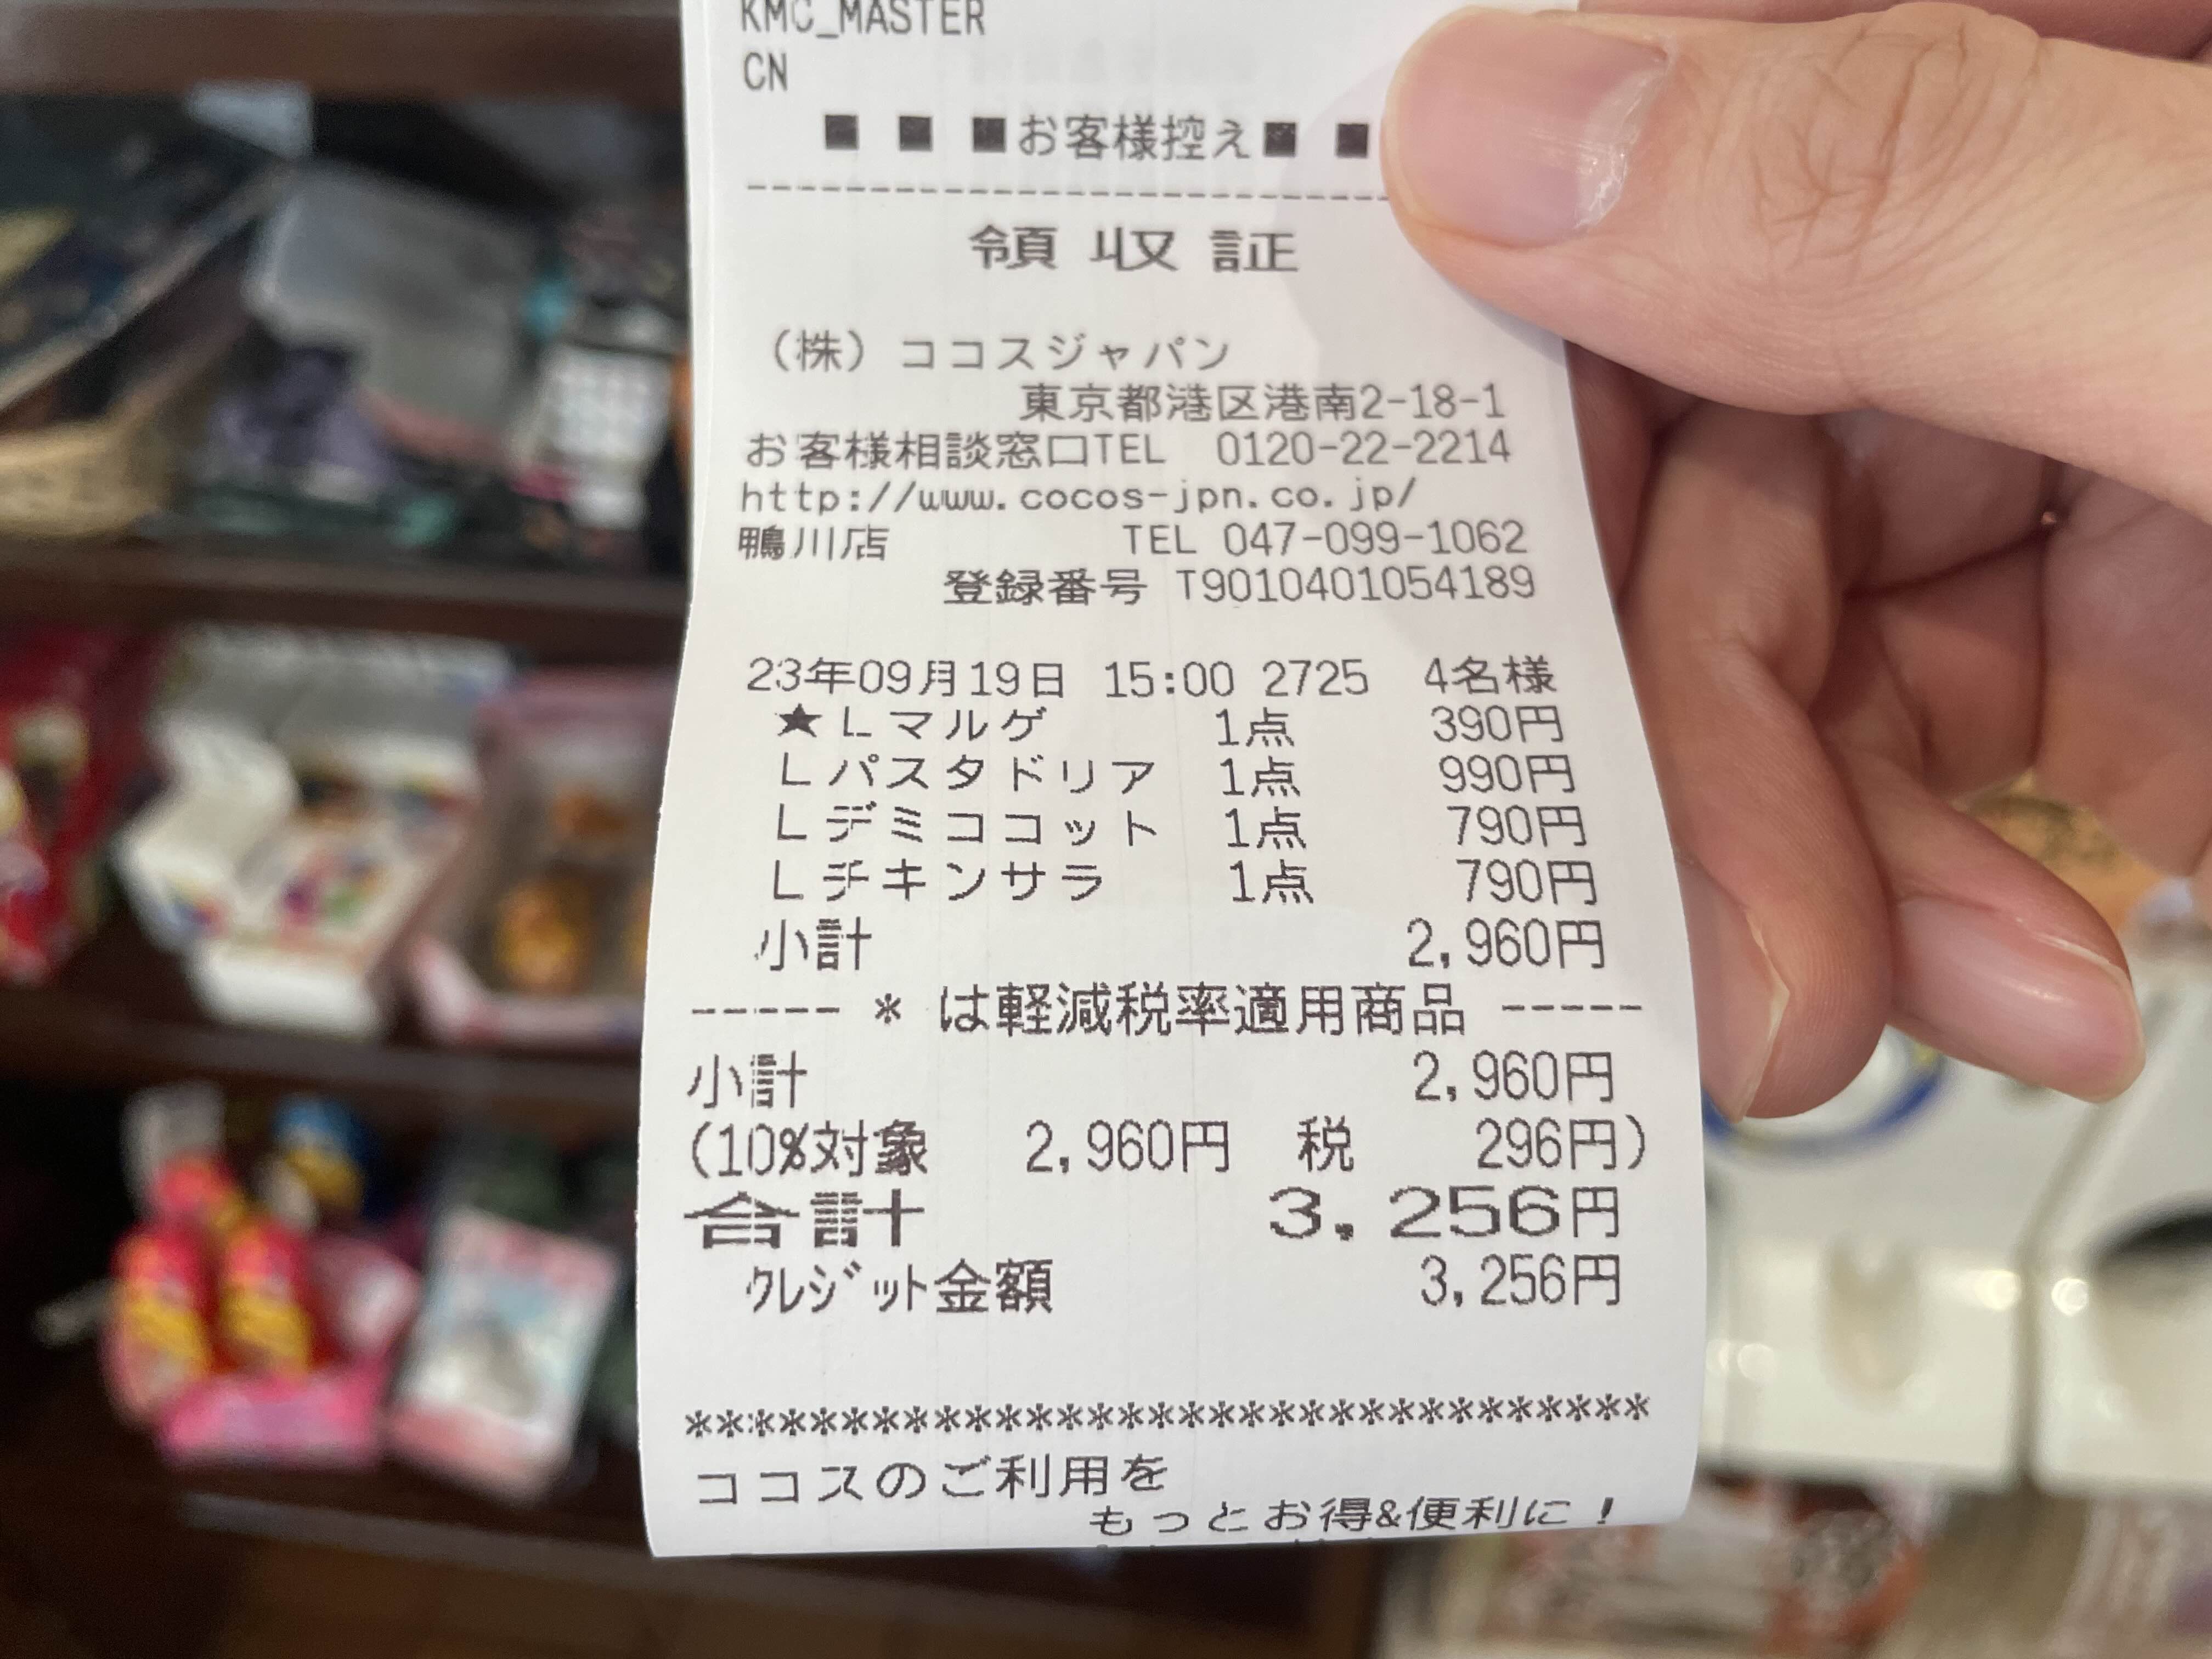 KMC_MASTER
CN
■ ■ ■お客様控え■ ■
--------------------------------
領収証
（株）ココスジャパン
東京都港区港南2-18-1
お客様相談窓口TEL 0120-22-2214
http://www.cocos-jpn.co.jp/
鴨川店 TEL 047-099-1062
登録番号 T9010401054189
23年09月19日 15:00 2725 4名様
★Lマルゲ 1点 390円
Lパスタドリア 1点 990円
Lデミココット 1点 790円
Lチキンサラ 1点 790円
小計 2,960円
----- * は軽減税率適用商品 -----
小計 2,960円
(10%対象 2,960円 税 296円)
合計 3,256円
ｸﾚｼﾞｯﾄ金額 3,256円
********************************
ココスのご利用を
もっとお得&便利に！